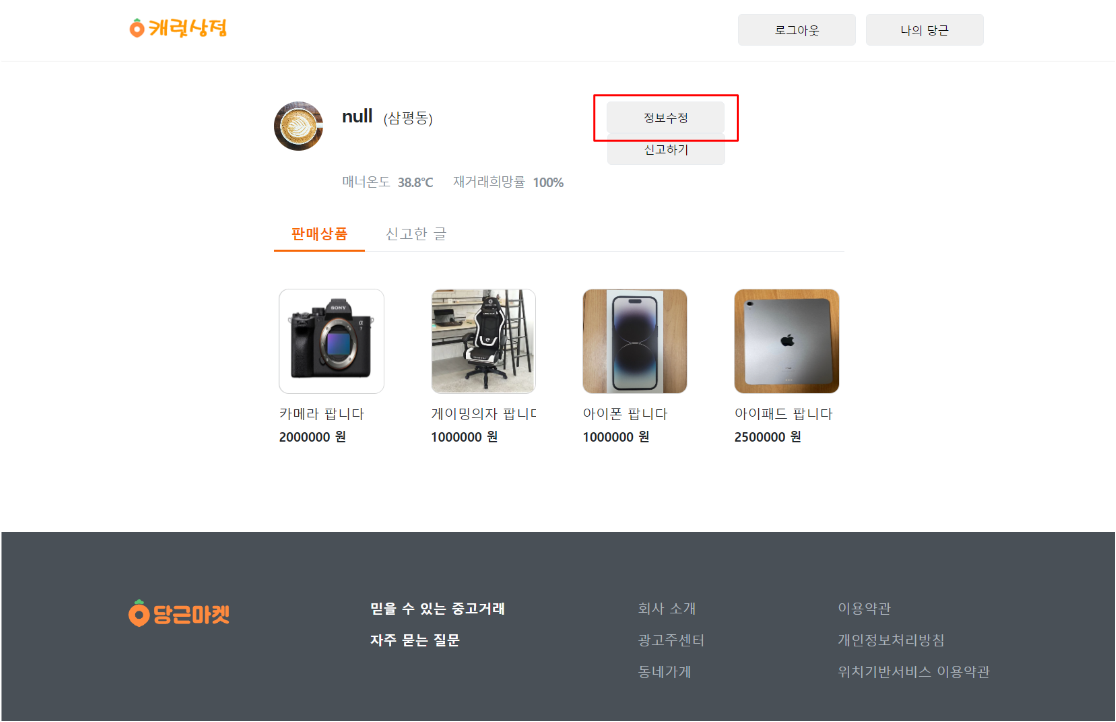 캐럿상점
로그아웃 나의 당근
null (삼평동)
정보수정
신고하기
매너온도 38.8°C 재거래희망률 100%
판매상품 신고한 글
SONY
α
카메라 팝니다 게이밍의자 팝니다 아이폰 팝니다 아이패드 팝니다
2000000 원 1000000 원 1000000 원 2500000 원
당근마켓 믿을 수 있는 중고거래 회사 소개 이용약관
자주 묻는 질문 광고주센터 개인정보처리방침
동네가게 위치기반서비스 이용약관